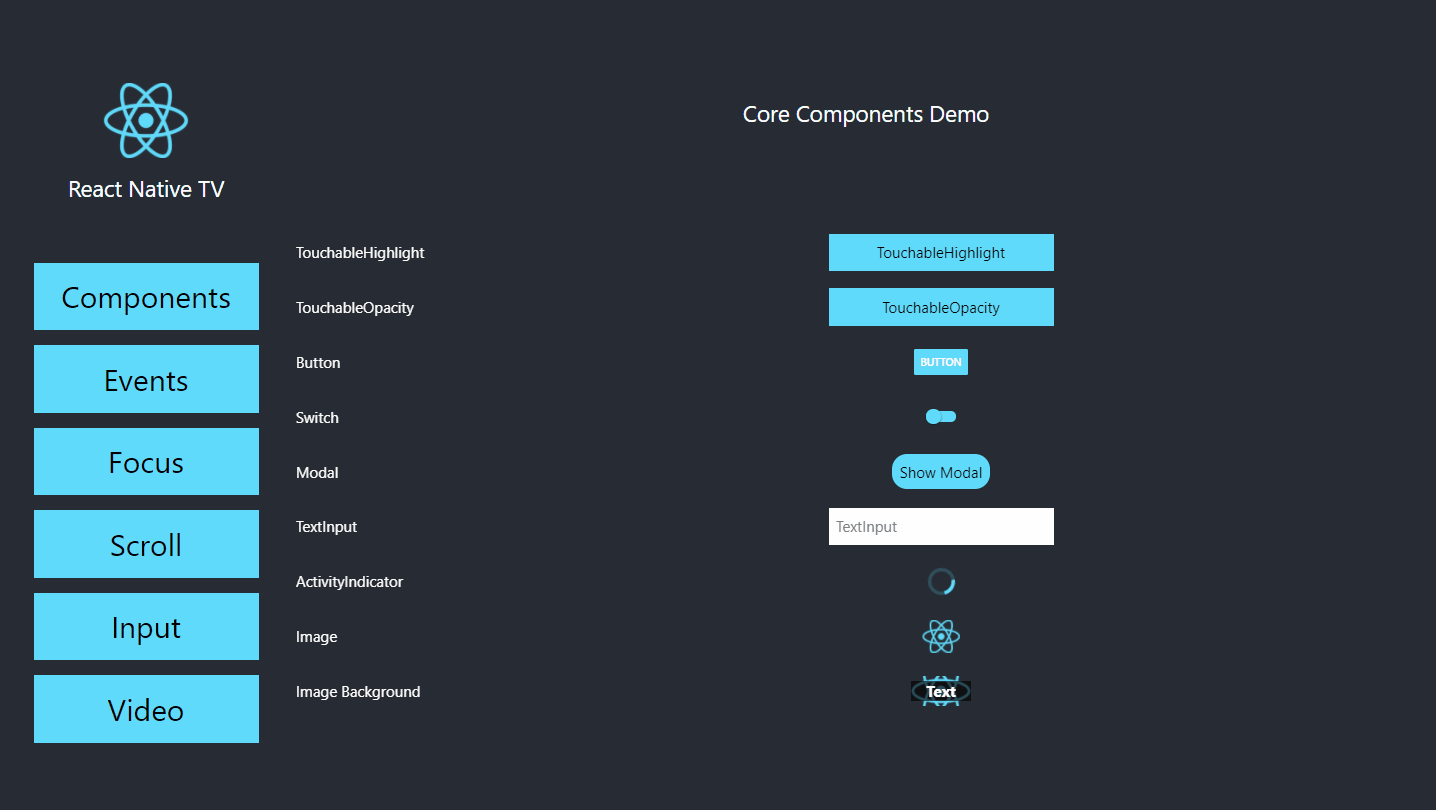 React Native TV
Components
Events
Focus
Scroll
Input
Video
Core Components Demo
TouchableHighlight TouchableHighlight
TouchableOpacity TouchableOpacity
Button BUTTON
Switch
Modal Show Modal
TextInput TextInput
ActivityIndicator
Image
Image Background Text